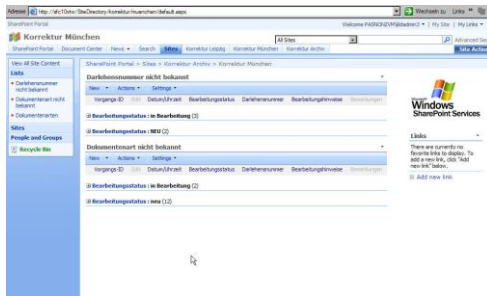 Adresse http://sfc10xtw/SiteDirectory/korrektur/muenchen/default.aspx Wechseln zu Links
SharePoint Portal
Welcome My Site My Links
Korrektur München
All Sites
Advanced Sea
SharePoint Portal Document Center News Search Sites Korrektur Leipzig Korrektur München Korrektur Archiv
Site Actio
View All Site Content
SharePoint Portal > Sites > Korrektur Archiv > Korrektur München
Lists
Darlehensnummer nicht bekannt
Dokumentenart nicht bekannt
Dokumentenarten
Sites
People and Groups
Recycle Bin
Darlehensnummer nicht bekannt
New Actions Settings
Vorgangs-ID Edit Datum/Uhrzeit Bearbeitungsstatus Darlehensnummer Bearbeitungshinweise Bemerkungen
Bearbeitungsstatus : in Bearbeitung (3)
Bearbeitungsstatus : NEU (2)
Dokumentenart nicht bekannt
New Actions Settings
Vorgangs-ID Edit Datum/Uhrzeit Bearbeitungsstatus Darlehensnummer Bearbeitungshinweise Bemerkungen
Bearbeitungsstatus : in Bearbeitung (2)
Bearbeitungsstatus : neu (12)
Windows
SharePoint Services
Links
There are currently no
favorite links to display. To
add a new link, click "Add
new link" below.
Add new link